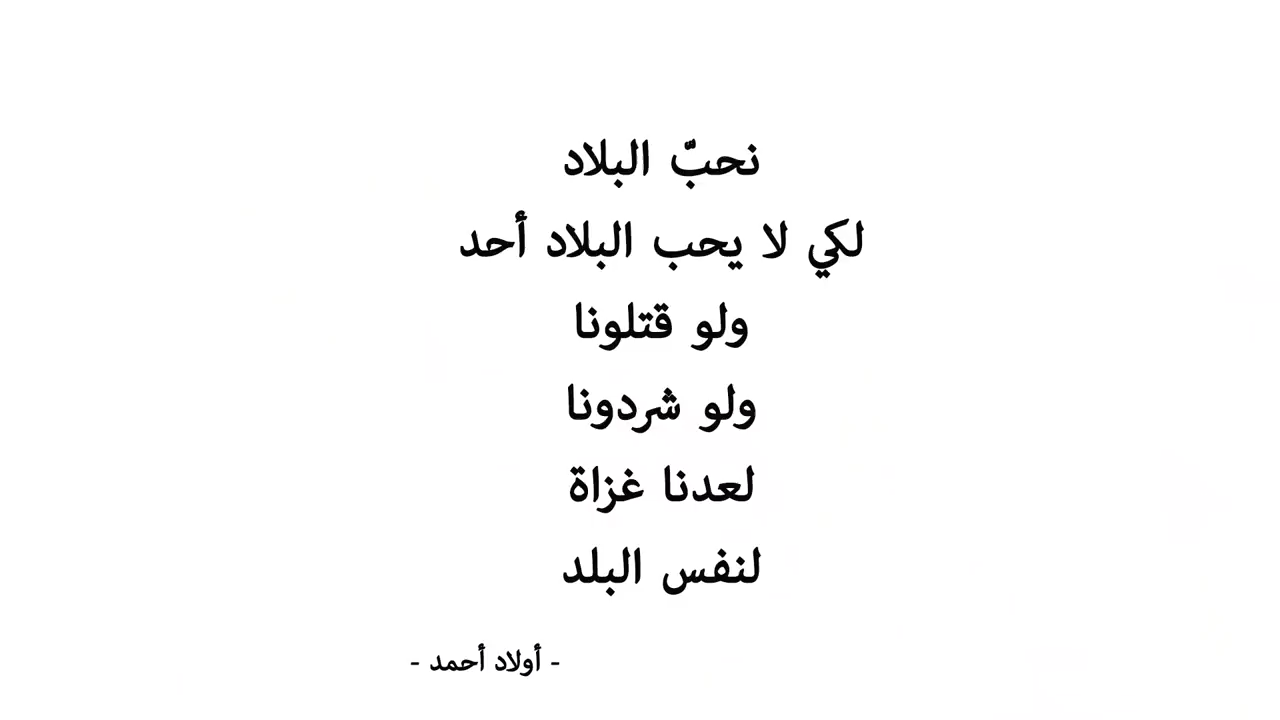 نحبّ البلاد
لكي لا يحب البلاد أحد
ولو قتلونا
ولو شردونا
لعدنا غزاة
لنفس البلد
- أولاد أحمد -